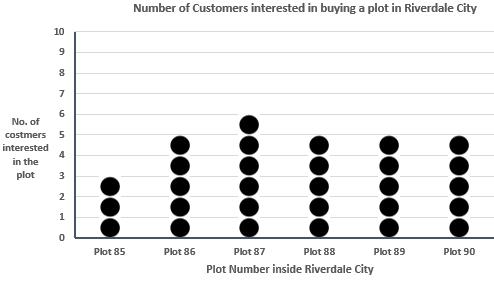 Number of Customers interested in buying a plot in Riverdale City
10
9
8
7
6
5
4
3
2
1
0
No. of
costmers
interested
in the
plot
Plot 85 Plot 86 Plot 87 Plot 88 Plot 89 Plot 90
Plot Number inside Riverdale City